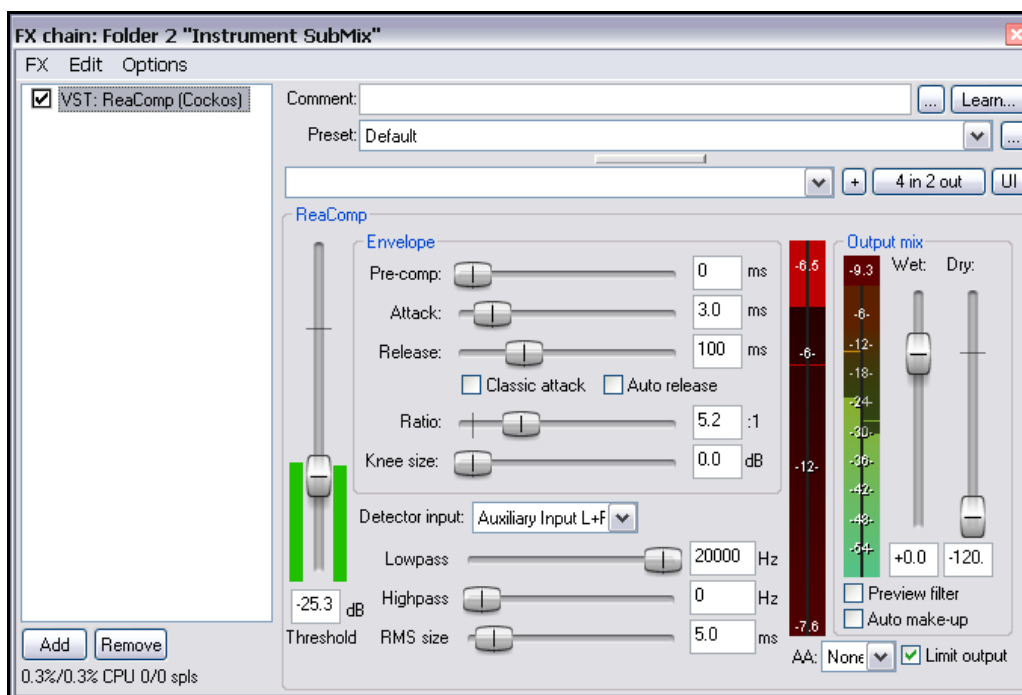 FX chain: Folder 2 "Instrument SubMix"
FX Edit Options
VST: ReaComp (Cockos)
Comment: ... Learn...
Preset: Default ...
+ 4 in 2 out UI
ReaComp
Envelope
Pre-comp: 0 ms
Attack: 3.0 ms
Release: 100 ms
Classic attack Auto release
Ratio: 5.2 :1
Knee size: 0.0 dB
Detector input: Auxiliary Input L+F
Lowpass 20000 Hz
Highpass 0 Hz
RMS size 5.0 ms
-25.3 dB
Threshold
-6.5
-6-
-12-
-7.6
Output mix
Wet: Dry:
-9.3
-6-
-12-
-18-
-24-
-30-
-36-
-42-
-48-
-54-
+0.0 -120.
Preview filter
Auto make-up
AA: None Limit output
Add Remove
0.3%/0.3% CPU 0/0 spls